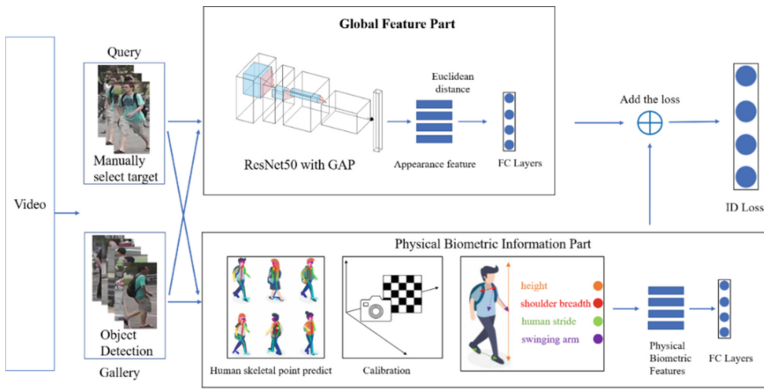 Global Feature Part
Query
Manually
select target
Euclidean
distance
ResNet50 with GAP
Appearance feature
FC Layers
Add the loss
ID Loss
Video
Physical Biometric Information Part
Object
Detection
Gallery
height
shoulder breadth
human stride
swinging arm
Human skeletal point predict
Calibration
Physical
Biometric
Features
FC Layers